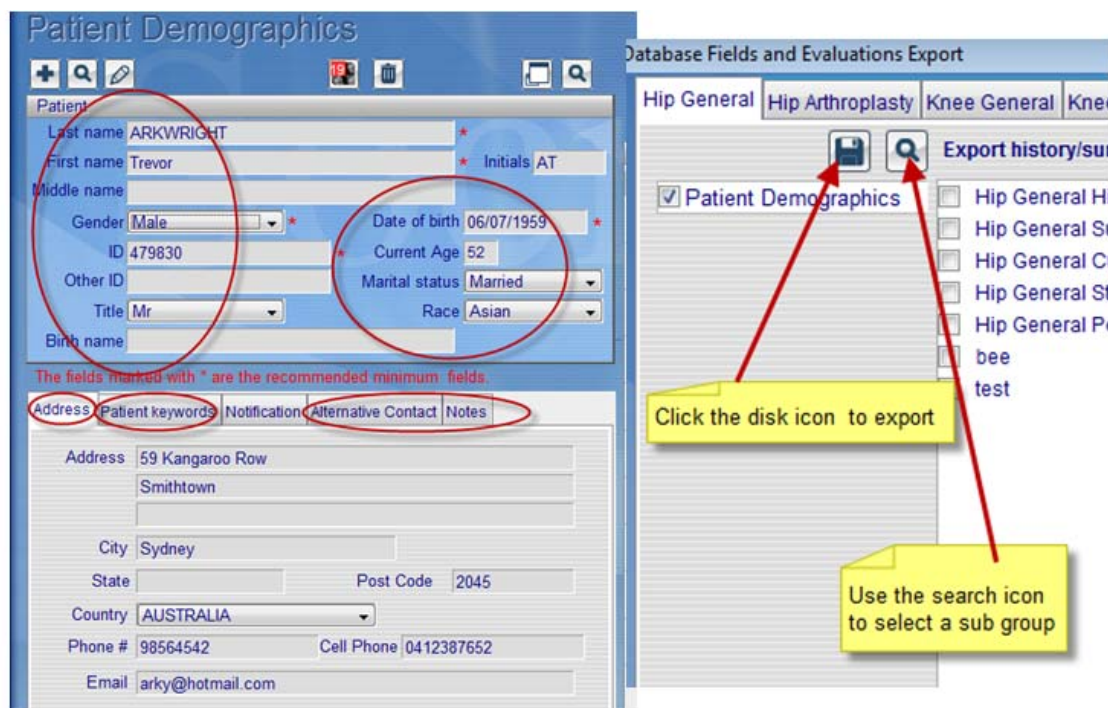 Patient Demographics
19
Patient
Last name ARKWRIGHT *
First name Trevor * Initials AT
Middle name
Gender Male * Date of birth 06/07/1959 *
ID 479830 * Current Age 52
Other ID Marital status Married
Title Mr Race Asian
Birth name
The fields marked with * are the recommended minimum fields.
Address Patient keywords Notification Alternative Contact Notes
Address 59 Kangaroo Row
Smithtown
City Sydney
State Post Code 2045
Country AUSTRALIA
Phone # 98564542 Cell Phone 0412387652
Email arky@hotmail.com
Database Fields and Evaluations Export
Hip General Hip Arthroplasty Knee General Knee
Export history/sur
Patient Demographics
Hip General Hi
Hip General Su
Hip General
Hip General St
Hip General Po
bee
test
Click the disk icon to export
Use the search icon
to select a sub group